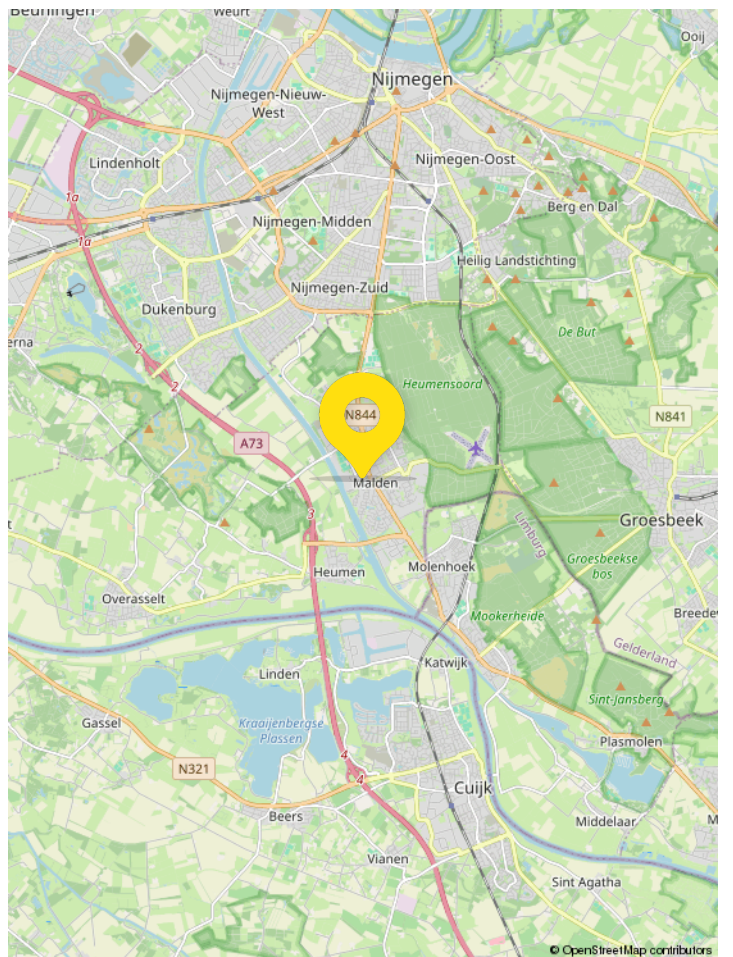 Beuningen
Weurt
Ooij
Nijmegen
Nijmegen-Nieuw-
West
Lindenholt
Nijmegen-Oost
1a
Berg en Dal
Nijmegen-Midden
1a
Heilig Landstichting
Nijmegen-Zuid
Dukenburg
De But
erna
2
2
Heumensoord
N844
N841
A73
Malden
3
Limburg
Groesbeek
t
Groesbeekse
bos
Molenhoek
Heumen
Overasselt
Mookerheide
Breede
Gelderland
Katwijk
Linden
Sint-Jansberg
Gassel
Kraaijenbergse
Plassen
Plasmolen
4
N321
4
Cuijk
Beers
Middelaar
M
Vianen
Sint Agatha
© OpenStreetMap contributors